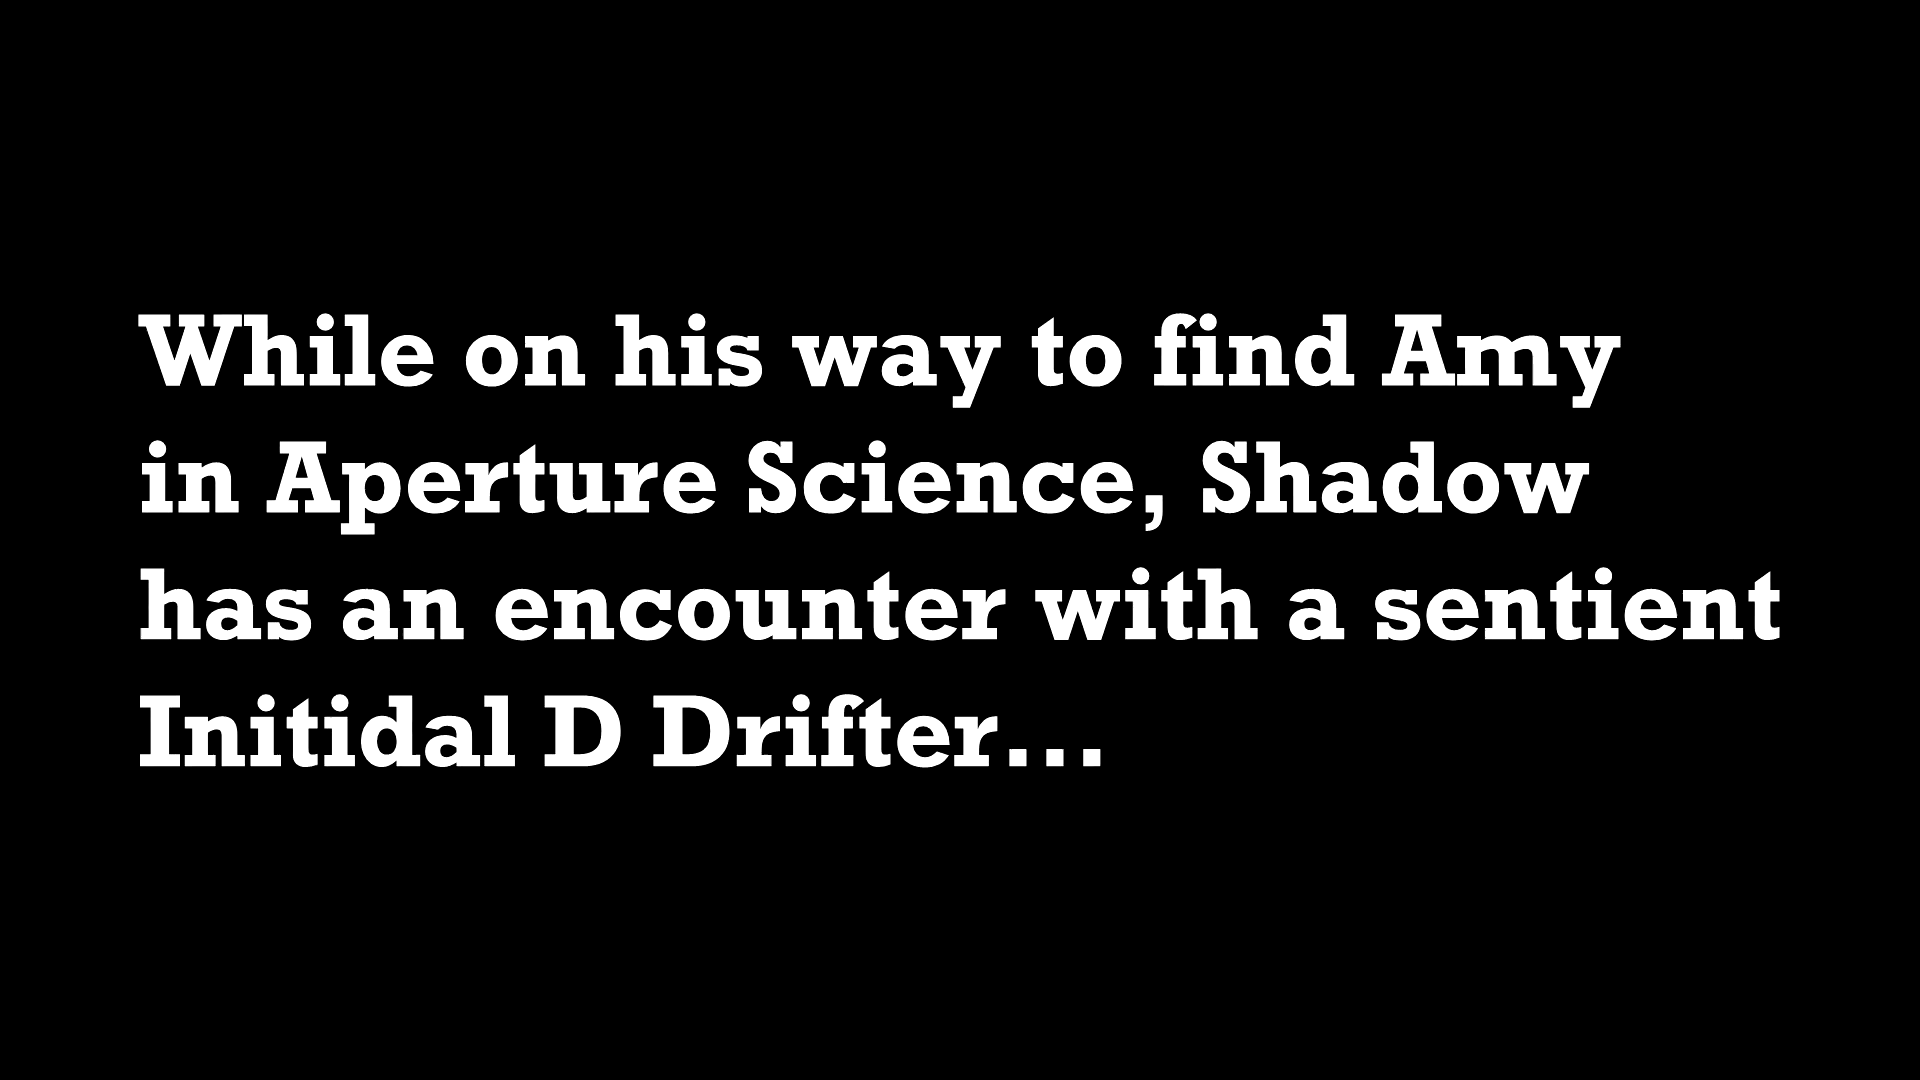 While on his way to find Amy
in Aperture Science, Shadow
has an encounter with a sentient
Initidal D Drifter...